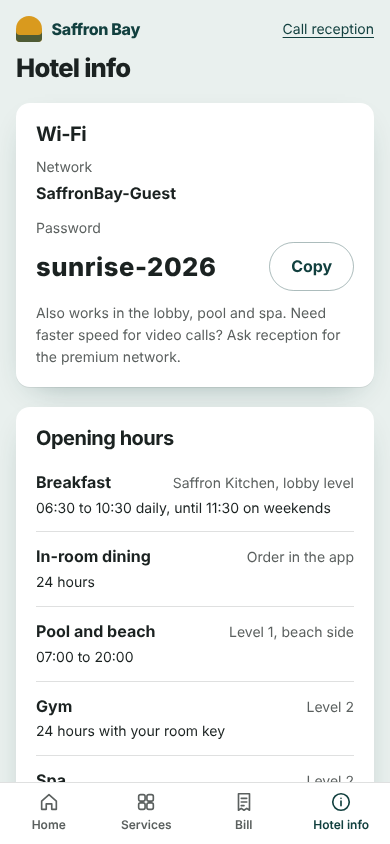 Saffron Bay
Call reception
Hotel info
Wi-Fi
Network
SaffronBay-Guest
Password
sunrise-2026
Copy
Also works in the lobby, pool and spa. Need
faster speed for video calls? Ask reception for
the premium network.
Opening hours
Breakfast
Saffron Kitchen, lobby level
06:30 to 10:30 daily, until 11:30 on weekends
In-room dining
Order in the app
24 hours
Pool and beach
Level 1, beach side
07:00 to 20:00
Gym
Level 2
24 hours with your room key
Spa
Level 2
Home
Services
Bill
Hotel info